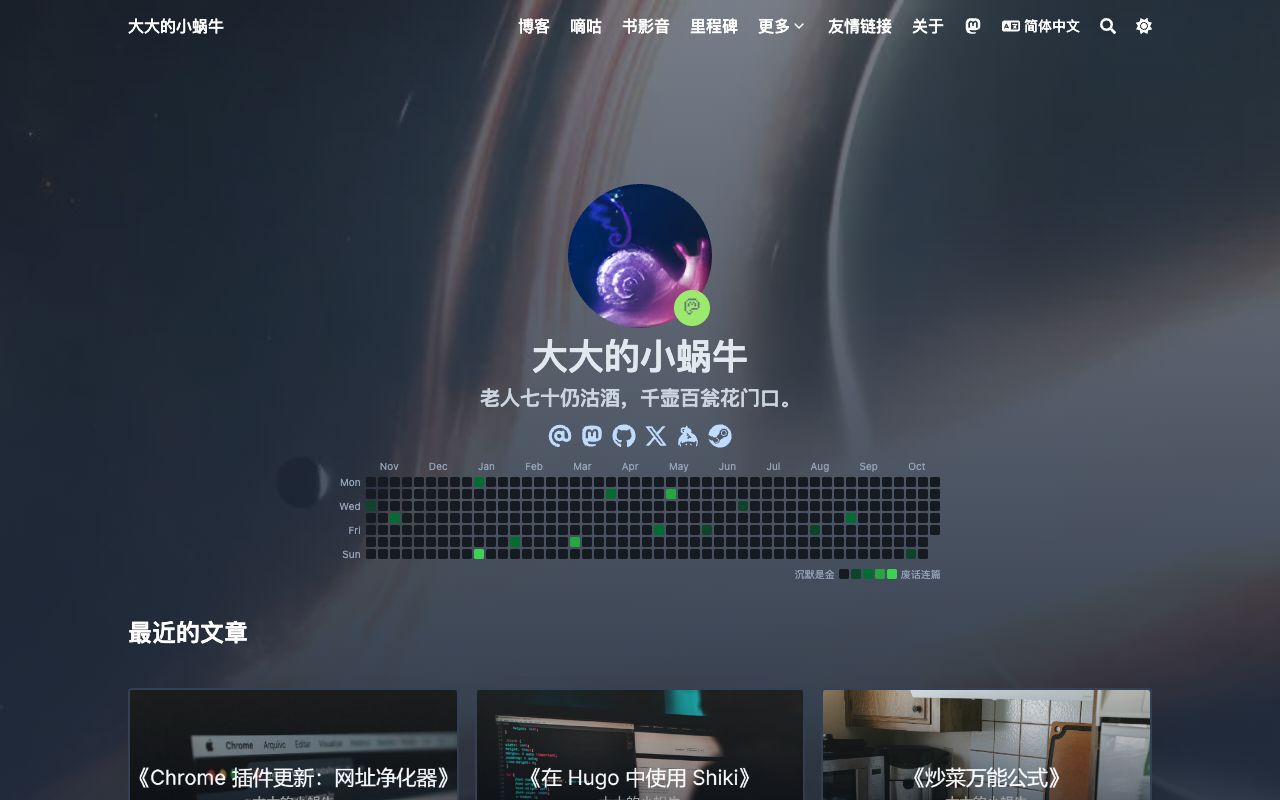 大大的小蜗牛
博客 嘀咕 书影音 里程碑 更多 友情链接 关于 简体中文
大大的小蜗牛
老人七十仍沽酒，千壶百瓮花门口。
Nov Dec Jan Feb Mar Apr May Jun Jul Aug Sep Oct
Mon
Wed
Fri
Sun
沉默是金 废话连篇
最近的文章
Chrome Arquivo Editar Visualizar
《Chrome 插件更新：网址净化器》
《在 Hugo 中使用 Shiki》
《炒菜万能公式》